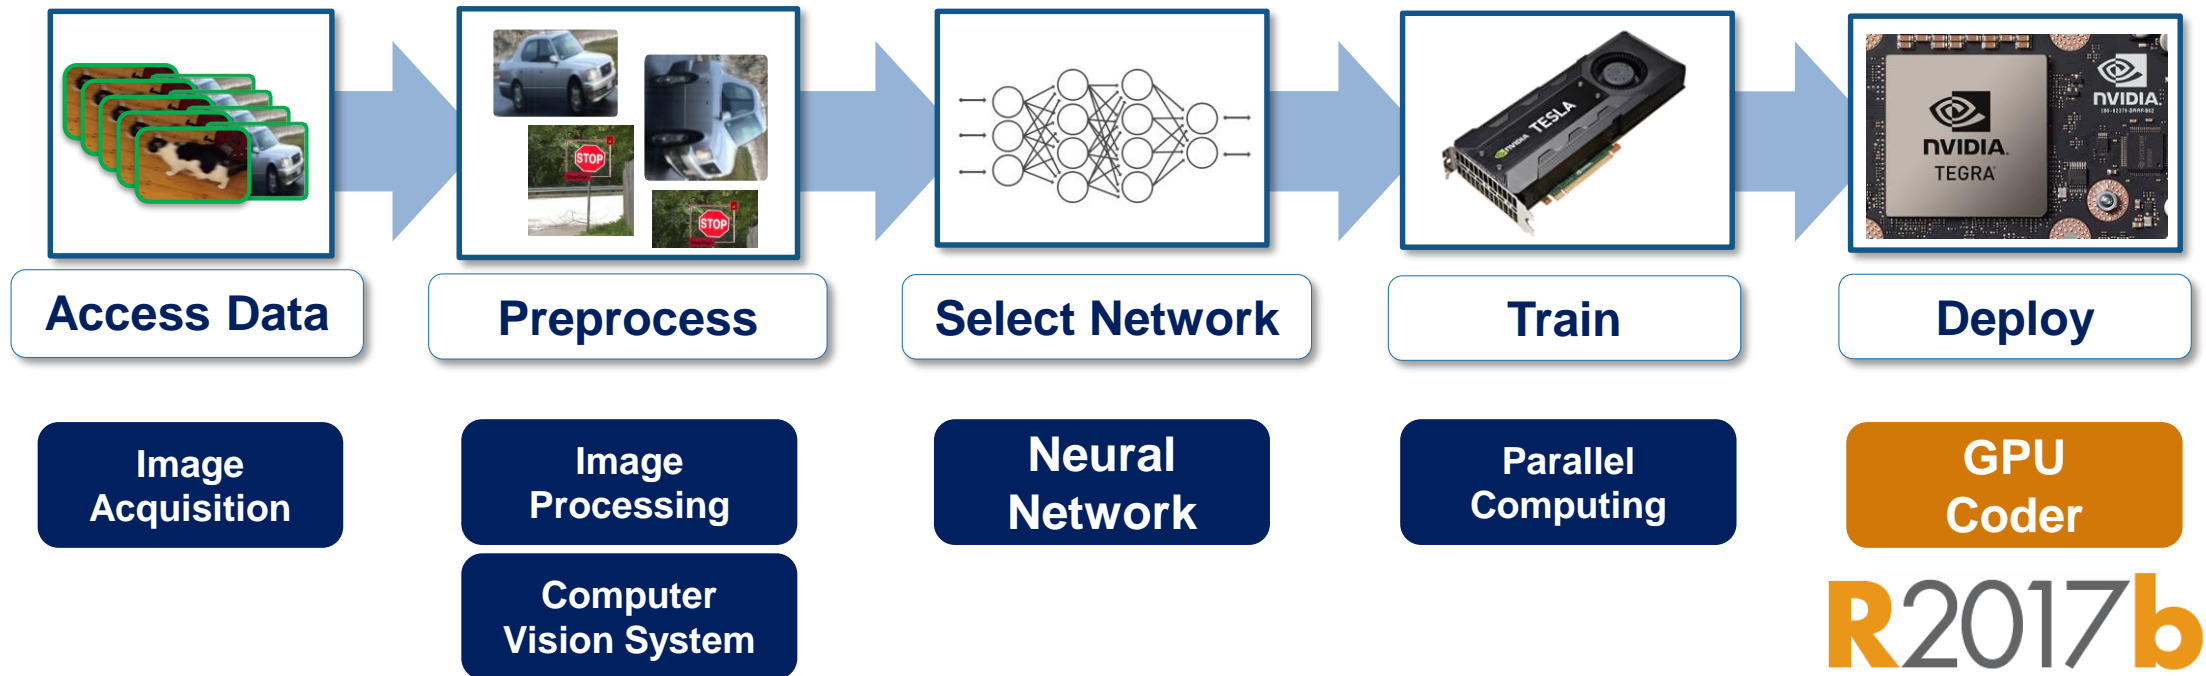 STOP
STOP
NVIDIA
TESLA
NVIDIA.
TEGRA
NVIDIA.
Access Data
Preprocess
Select Network
Train
Deploy
Image
Acquisition
Image
Processing
Computer
Vision System
Neural
Network
Parallel
Computing
GPU
Coder
R2017b